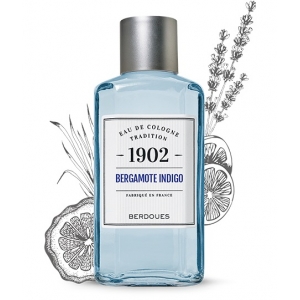 EAU DE COLOGNE
TRADITION
1902
BERGAMOTE INDIGO
FABRIQUÉ EN FRANCE
BERDOUES